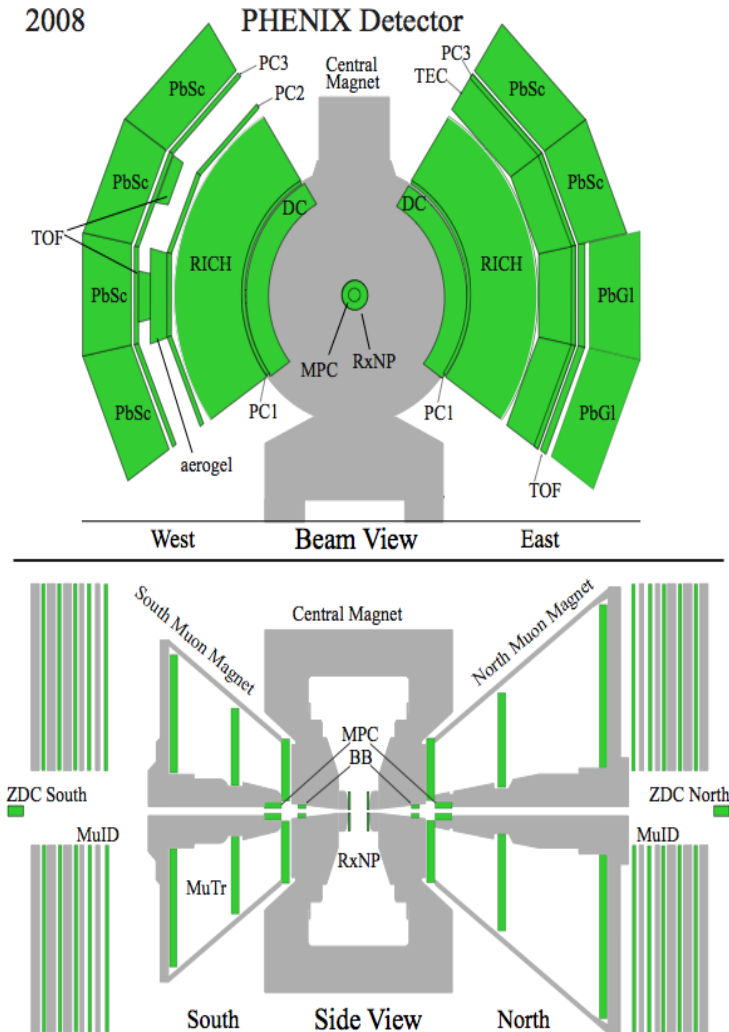 2008 PHENIX Detector
Central
Magnet
PC3
PC2
PbSc
PbSc
PbSc
PbSc
TOF
RICH
DC
aerogel
PC1
MPC
RxNP
PC3
TEC
PbSc
PbSc
PbGl
PbGl
DC
RICH
PC1
TOF
West Beam View East
South Muon Magnet
Central Magnet
North Muon Magnet
MPC
BB
ZDC South
ZDC North
MuID
MuTr
RxNP
MuID
South Side View North